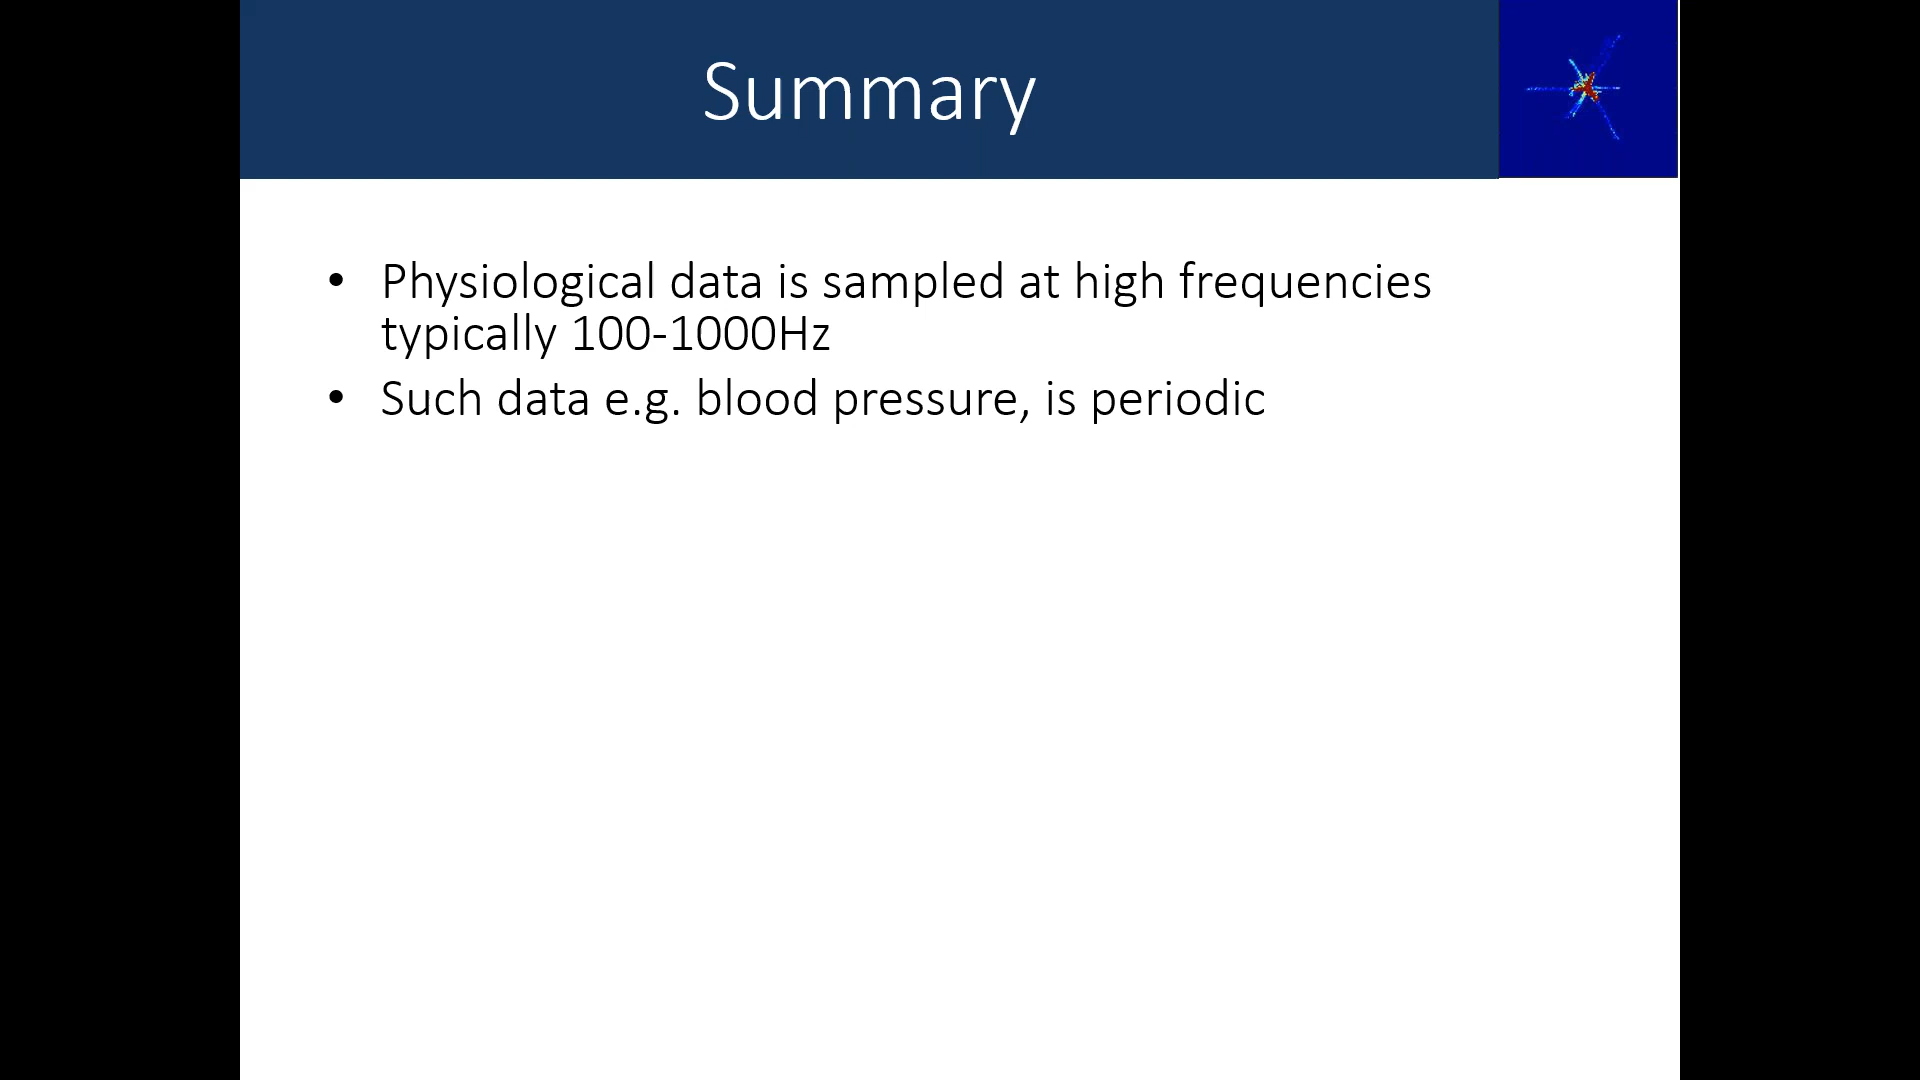 Summary
• Physiological data is sampled at high frequencies
typically 100-1000Hz
• Such data e.g. blood pressure, is periodic